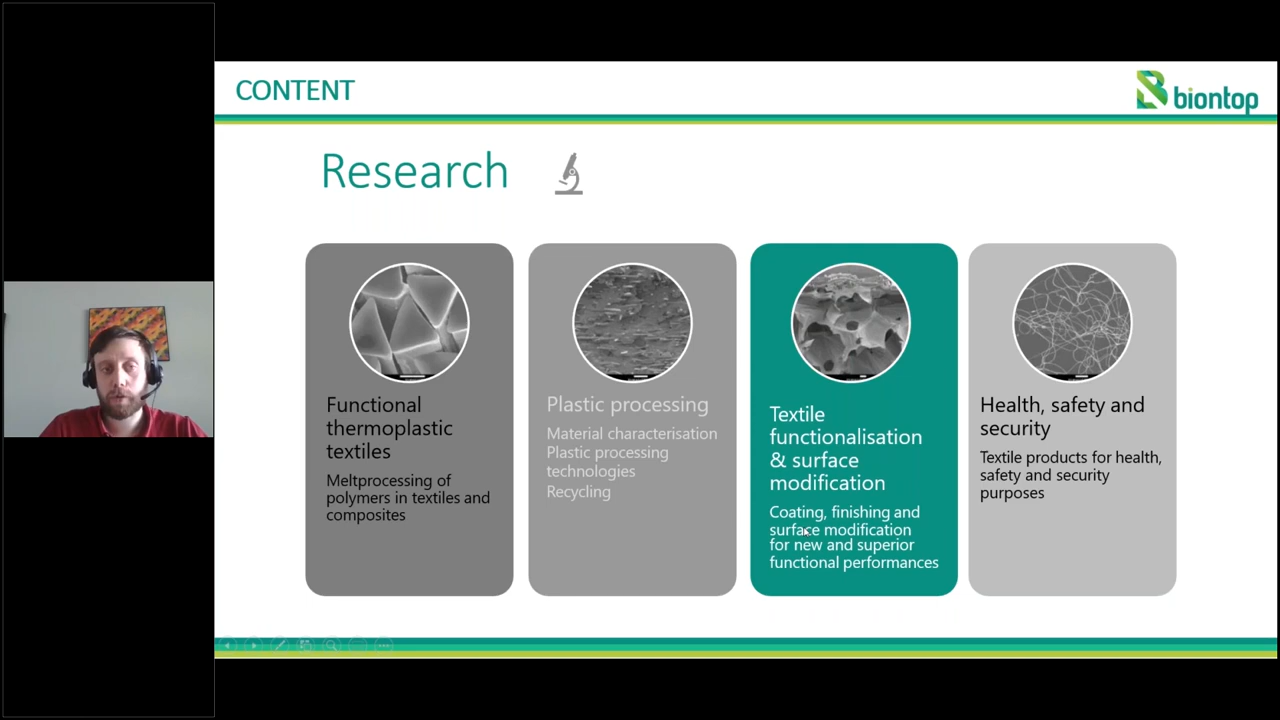 CONTENT
biontop
Research
Functional
thermoplastic
textiles
Meltprocessing of
polymers in textiles and
composites
Plastic processing
Material characterisation
Plastic processing
technologies
Recycling
Textile
functionalisation
& surface
modification
Coating, finishing and
surface modification
for new and superior
functional performances
Health, safety and
security
Textile products for health,
safety and security
purposes